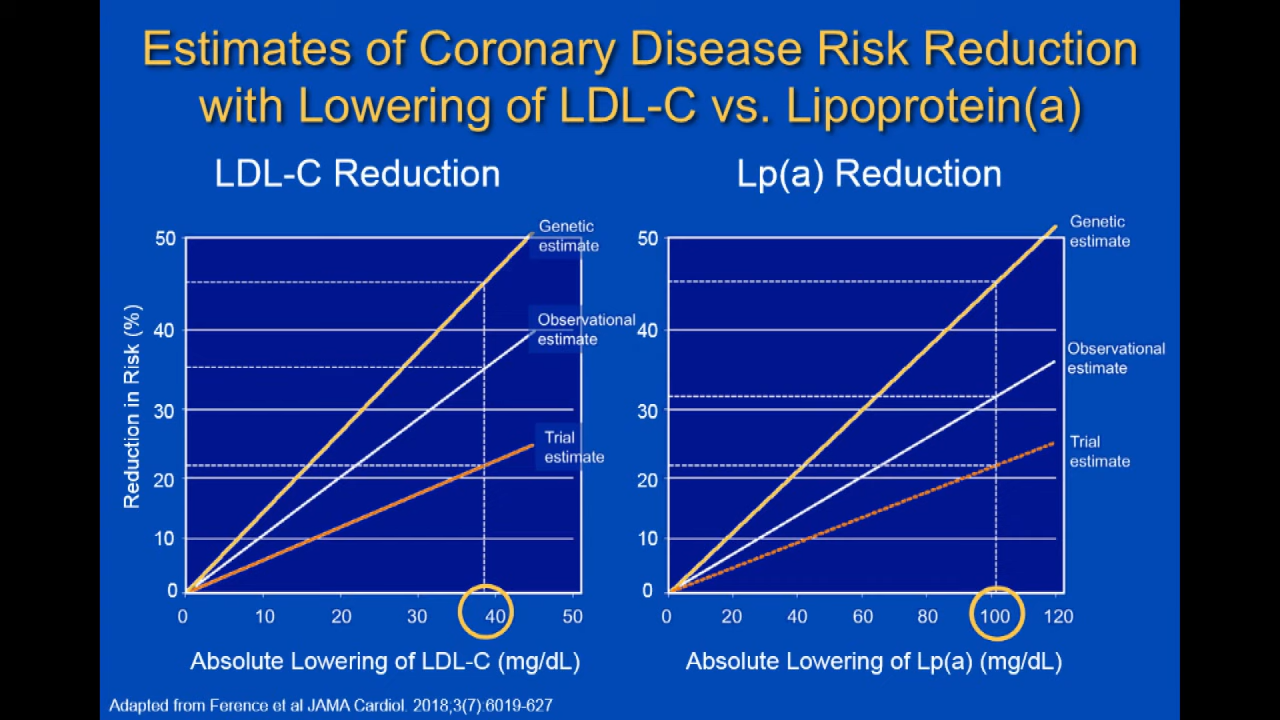 Estimates of Coronary Disease Risk Reduction
with Lowering of LDL-C vs. Lipoprotein(a)
LDL-C Reduction
Reduction in Risk (%)
50
40
30
20
10
0
Genetic
estimate
Observational
estimate
Trial
estimate
0 10 20 30 40 50
Absolute Lowering of LDL-C (mg/dL)
Lp(a) Reduction
50
40
30
20
10
0
Genetic
estimate
Observational
estimate
Trial
estimate
0 20 40 60 80 100 120
Absolute Lowering of Lp(a) (mg/dL)
Adapted from Ference et al JAMA Cardiol. 2018;3(7):6019-627